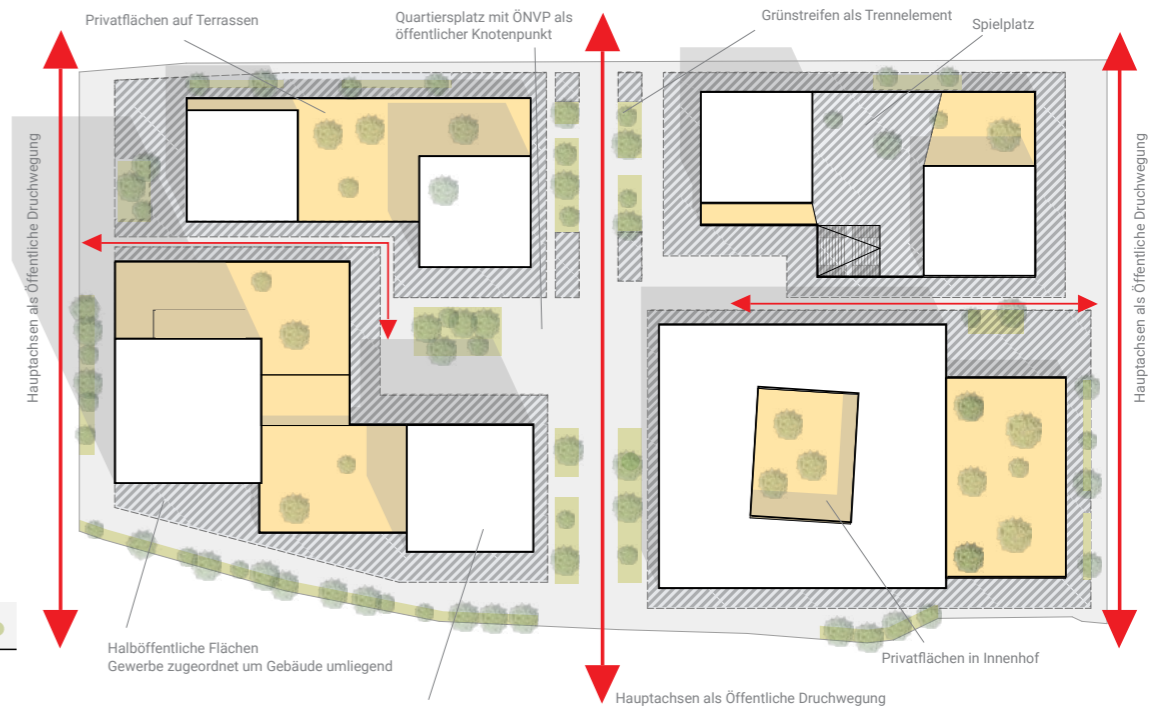 Privatflächen auf Terrassen
Quartiersplatz mit ÖNVP als
öffentlicher Knotenpunkt
Grünstreifen als Trennelement
Spielplatz
Hauptachsen als Öffentliche Druchwegung
Hauptachsen als Öffentliche Druchwegung
Halböffentliche Flächen
Gewerbe zugeordnet um Gebäude umliegend
Privatflächen in Innenhof
Hauptachsen als Öffentliche Druchwegung